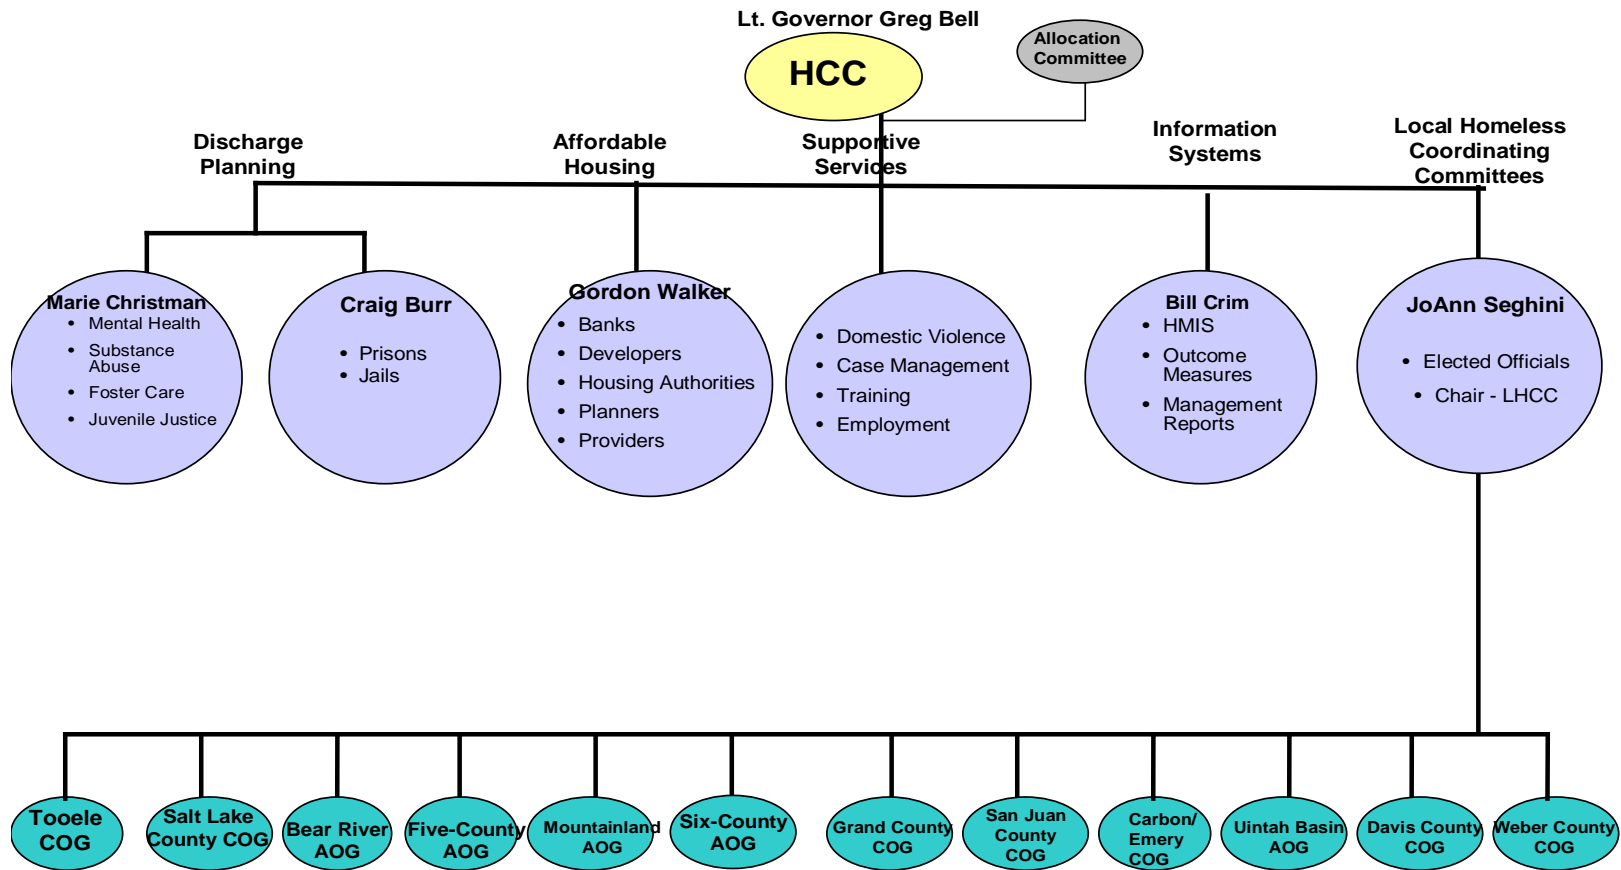 Lt. Governor Greg Bell
HCC
Allocation
Committee
Discharge
Planning
Affordable
Housing
Supportive
Services
Information
Systems
Local Homeless
Coordinating
Committees
Marie Christman
• Mental Health
• Substance
Abuse
• Foster Care
• Juvenile Justice
Craig Burr
• Prisons
• Jails
Gordon Walker
• Banks
• Developers
• Housing Authorities
• Planners
• Providers
• Domestic Violence
• Case Management
• Training
• Employment
Bill Crim
• HMIS
• Outcome
Measures
• Management
Reports
JoAnn Seghini
• Elected Officials
• Chair - LHCC
Tooele
COG
Salt Lake
County COG
Bear River
AOG
Five-County
AOG
Mountainland
AOG
Six-County
AOG
Grand County
COG
San Juan
County
COG
Carbon/
Emery
COG
Uintah Basin
AOG
Davis County
COG
Weber County
COG